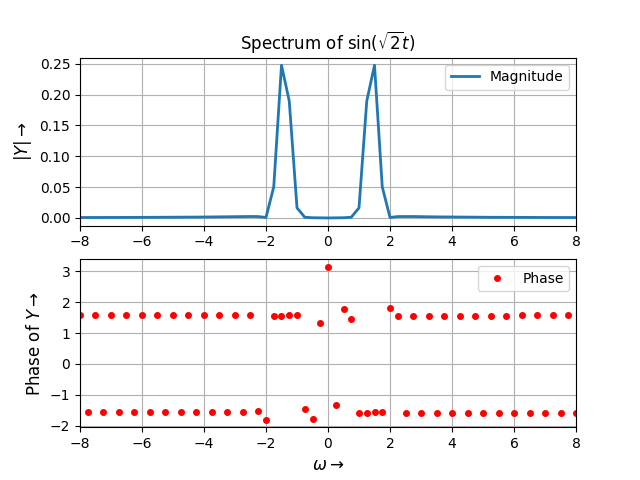 Spectrum of sin(√2t)
0.25
0.20
0.15
0.10
0.05
0.00
|Y| →
Magnitude
−8 −6 −4 −2 0 2 4 6 8
3
2
1
0
−1
−2
Phase of Y →
Phase
−8 −6 −4 −2 0 2 4 6 8
ω →